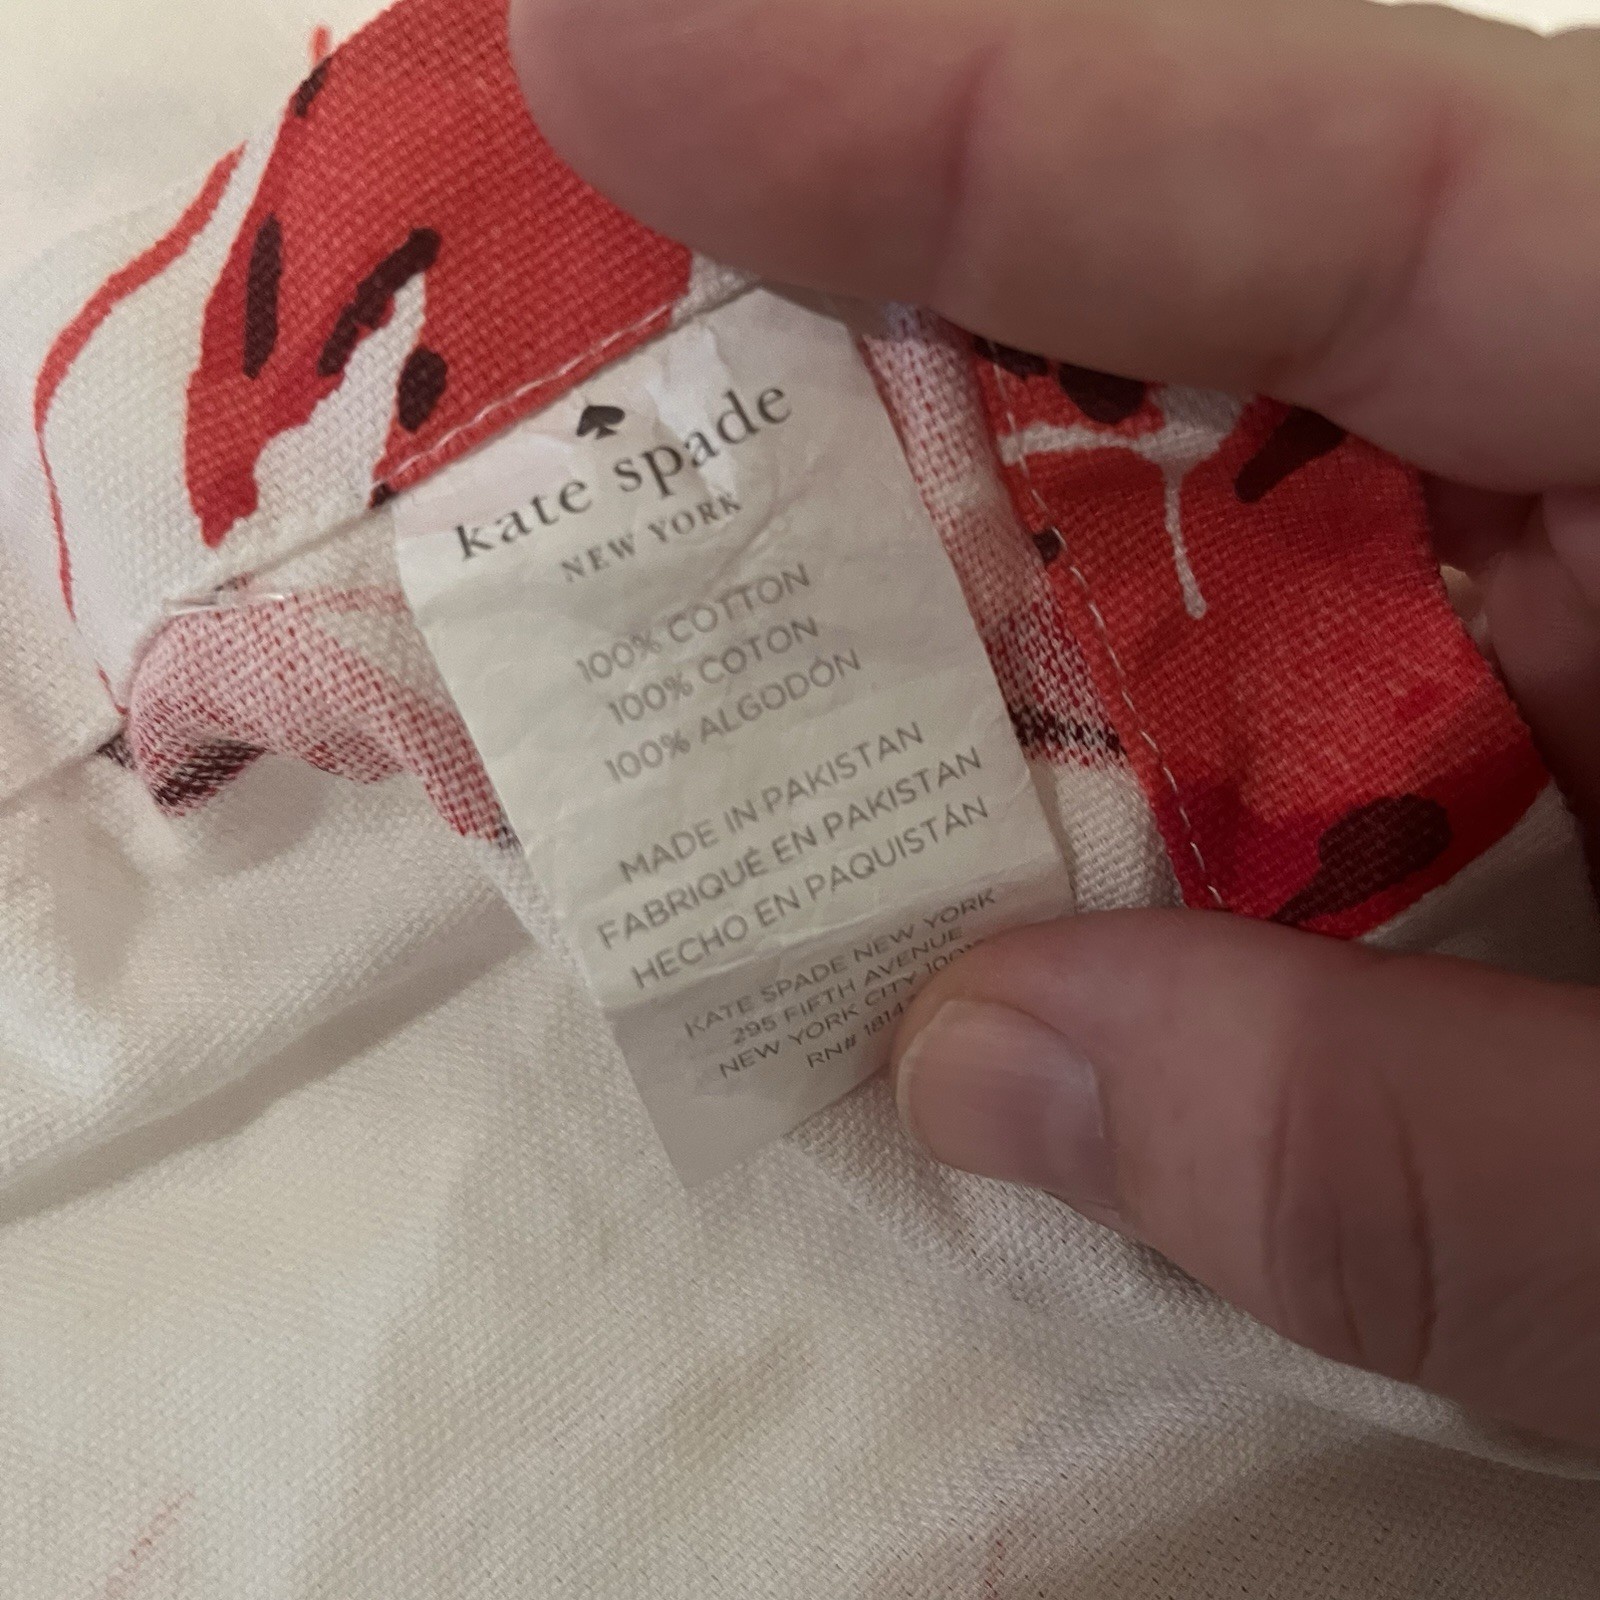 kate spade
NEW YORK
100% COTTON
100% COTON
100% ALGODÓN
MADE IN PAKISTAN
FABRIQUÉ EN PAKISTAN
HECHO EN PAQUISTÁN
KATE SPADE NEW YORK
295 FIFTH AVENUE
NEW YORK CITY
RN#